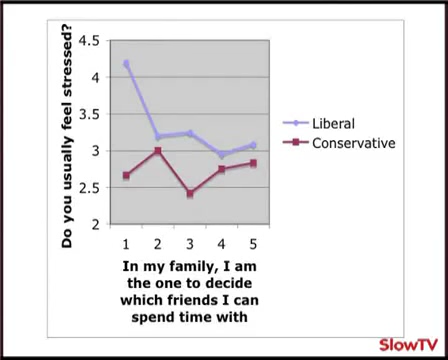 Do you usually feel stressed?
4.5
4
3.5
3
2.5
2
1 2 3 4 5
In my family, I am
the one to decide
which friends I can
spend time with
Liberal
Conservative
SlowTV